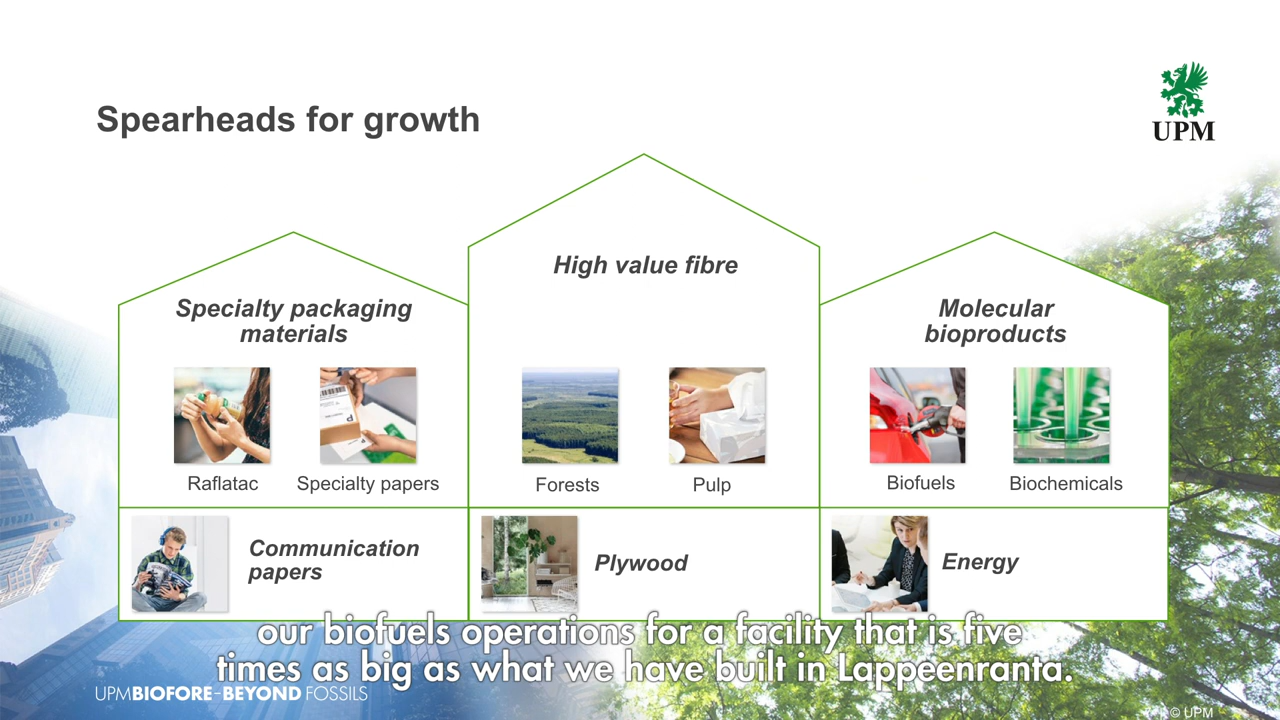 Spearheads for growth
UPM
High value fibre
Specialty packaging
materials
Molecular
bioproducts
Raflatac
Specialty papers
Forests
Pulp
Biofuels
Biochemicals
Communication
papers
Plywood
Energy
our biofuels operations for a facility that is five
times as big as what we have built in Lappeenranta.
UPMBIOFORE–BEYOND FOSSILS
© UPM